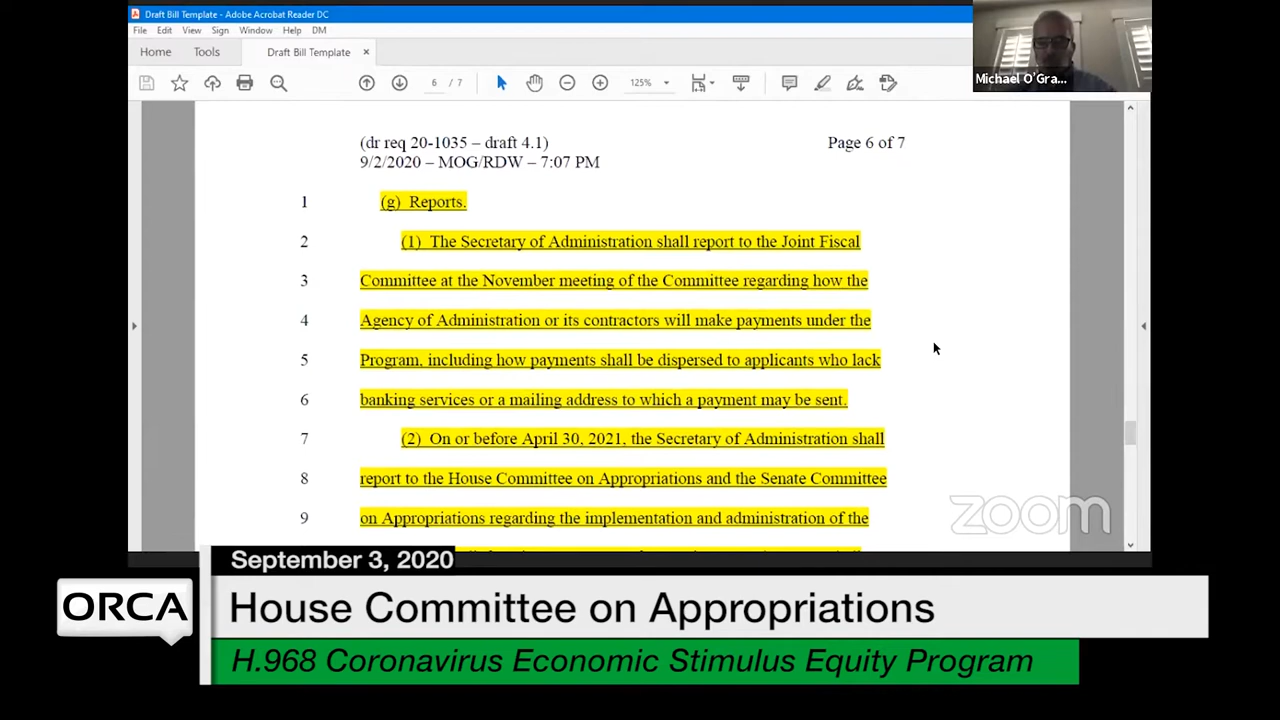 Draft Bill Template - Adobe Acrobat Reader DC
File Edit View Sign Window Help DM
Home Tools Draft Bill Template ×
6 / 7 125%
Michael O'Gra...
(dr req 20-1035 – draft 4.1) Page 6 of 7
9/2/2020 – MOG/RDW – 7:07 PM
1 (g) Reports.
2 (1) The Secretary of Administration shall report to the Joint Fiscal
3 Committee at the November meeting of the Committee regarding how the
4 Agency of Administration or its contractors will make payments under the
5 Program, including how payments shall be dispersed to applicants who lack
6 banking services or a mailing address to which a payment may be sent.
7 (2) On or before April 30, 2021, the Secretary of Administration shall
8 report to the House Committee on Appropriations and the Senate Committee
9 on Appropriations regarding the implementation and administration of the
zoom
September 3, 2020
ORCA
House Committee on Appropriations
H.968 Coronavirus Economic Stimulus Equity Program